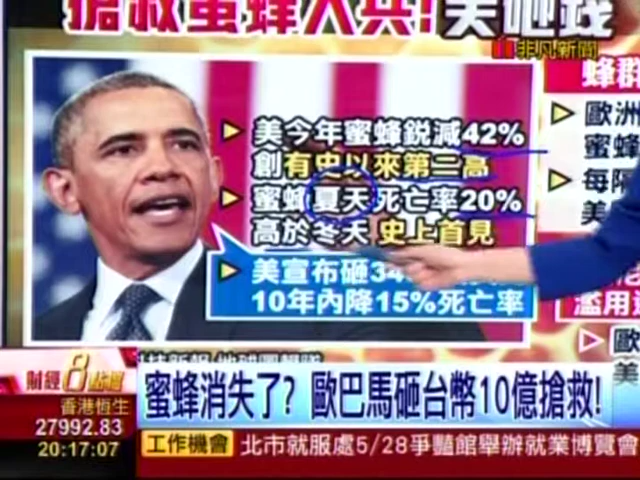 搶救蜜蜂大兵!美砸錢
非凡新聞
蜂群
美今年蜜蜂銳減42%
創有史以來第二高
蜜蜂夏天死亡率20%
高於冬天 史上首見
美宣布砸34
10年內降15%死亡率
歐洲
蜜蜂
每隔
美
濫用
歐
美
財經8點檔
香港恆生
27992.83
20:17:07
蜜蜂消失了? 歐巴馬砸台幣10億搶救!
工作機會
北市就服處5/28爭豔館舉辦就業博覽會